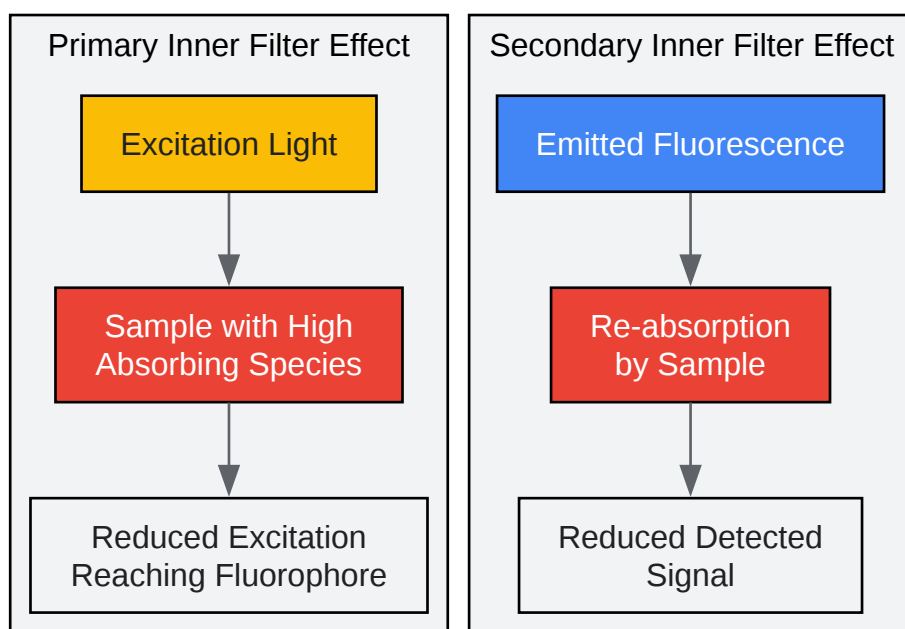 Primary Inner Filter Effect
Excitation Light
Sample with High
Absorbing Species
Reduced Excitation
Reaching Fluorophore
Secondary Inner Filter Effect
Emitted Fluorescence
Re-absorption
by Sample
Reduced Detected
Signal